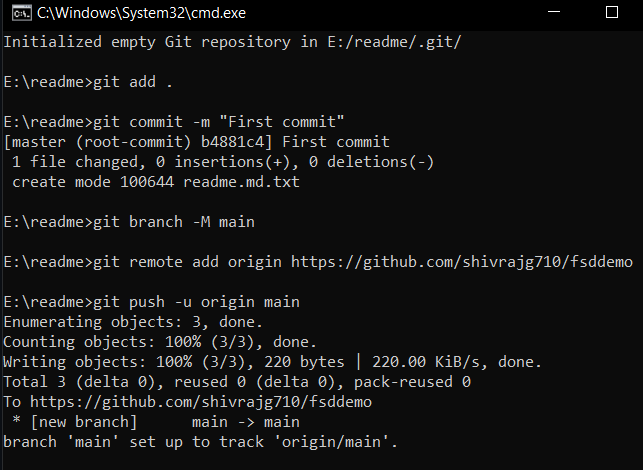 C:\Windows\System32\cmd.exe
Initialized empty Git repository in E:/readme/.git/
E:\readme>git add .
E:\readme>git commit -m "First commit"
[master (root-commit) b4881c4] First commit
 1 file changed, 0 insertions(+), 0 deletions(-)
 create mode 100644 readme.md.txt
E:\readme>git branch -M main
E:\readme>git remote add origin https://github.com/shivrajg710/fsddemo
E:\readme>git push -u origin main
Enumerating objects: 3, done.
Counting objects: 100% (3/3), done.
Writing objects: 100% (3/3), 220 bytes | 220.00 KiB/s, done.
Total 3 (delta 0), reused 0 (delta 0), pack-reused 0
To https://github.com/shivrajg710/fsddemo
 * [new branch]      main -> main
branch 'main' set up to track 'origin/main'.